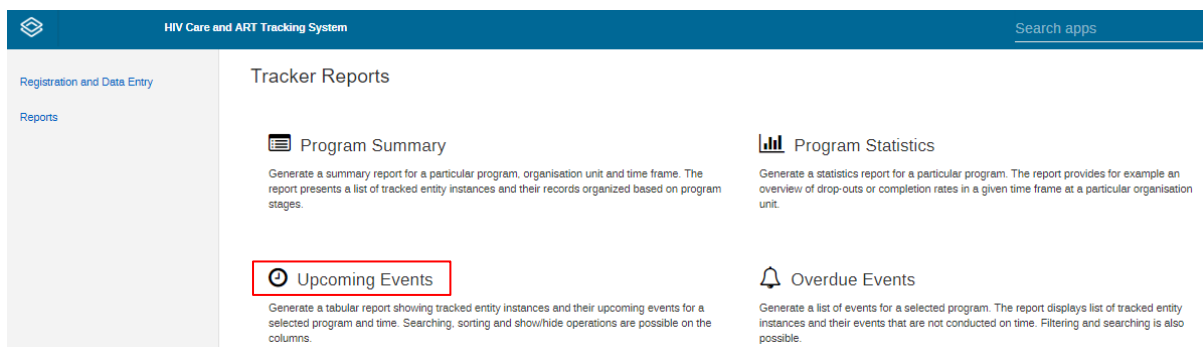 HIV Care and ART Tracking System
Search apps
Registration and Data Entry
Reports
Tracker Reports
Program Summary
Generate a summary report for a particular program, organisation unit and time frame. The
report presents a list of tracked entity instances and their records organized based on program
stages.
Program Statistics
Generate a statistics report for a particular program. The report provides for example an
overview of drop-outs or completion rates in a given time frame at a particular organisation
unit.
Upcoming Events
Generate a tabular report showing tracked entity instances and their upcoming events for a
selected program and time. Searching, sorting and show/hide operations are possible on the
columns.
Overdue Events
Generate a list of events for a selected program. The report displays list of tracked entity
instances and their events that are not conducted on time. Filtering and searching is also
possible.